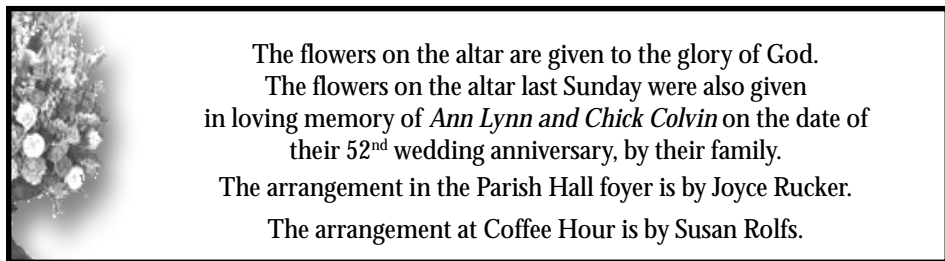 The flowers on the altar are given to the glory of God.
The flowers on the altar last Sunday were also given
in loving memory of Ann Lynn and Chick Colvin on the date of
their 52nd wedding anniversary, by their family.
The arrangement in the Parish Hall foyer is by Joyce Rucker.
The arrangement at Coffee Hour is by Susan Rolfs.